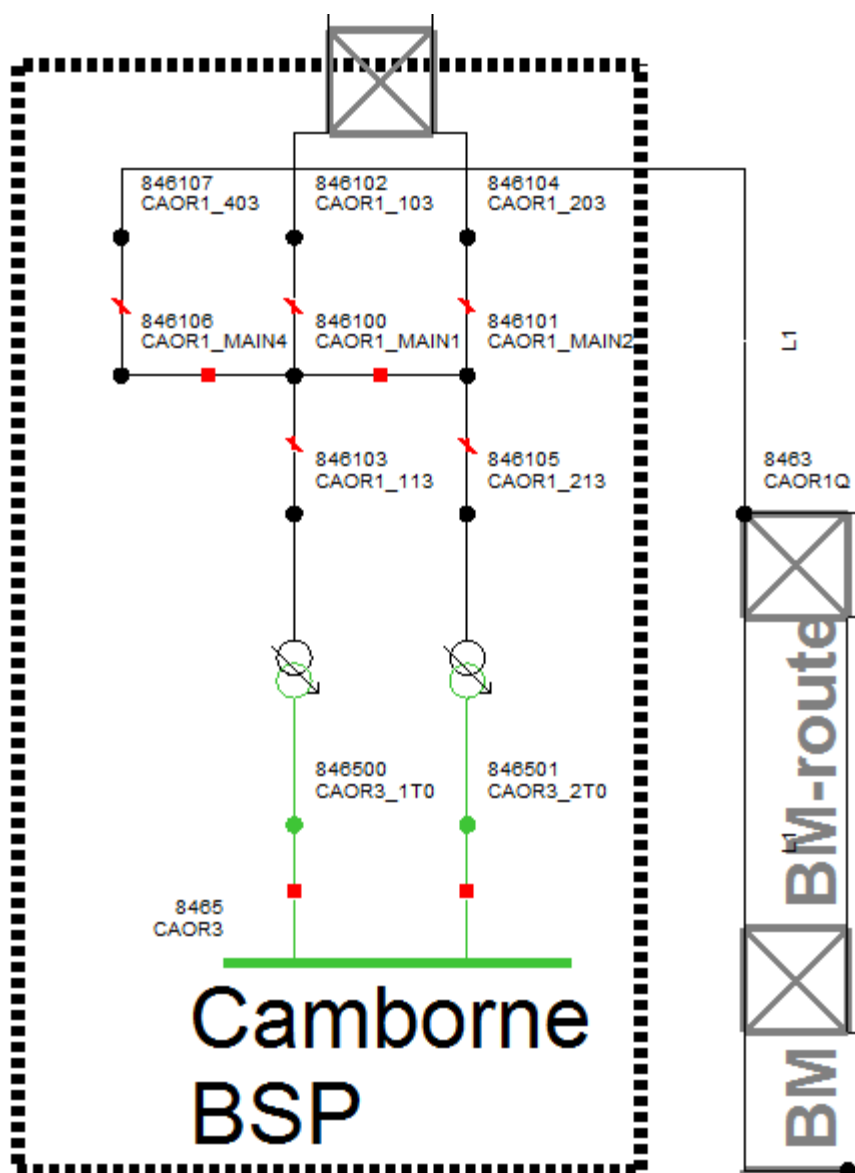 846107
CAOR1_403
846102
CAOR1_103
846104
CAOR1_203
846106
CAOR1_MAIN4
846100
CAOR1_MAIN1
846101
CAOR1_MAIN2
L1
846103
CAOR1_113
846105
CAOR1_213
8463
CAOR1Q
BM-route
L1
846500
CAOR3_1T0
846501
CAOR3_2T0
8465
CAOR3
Camborne
BSP
BM